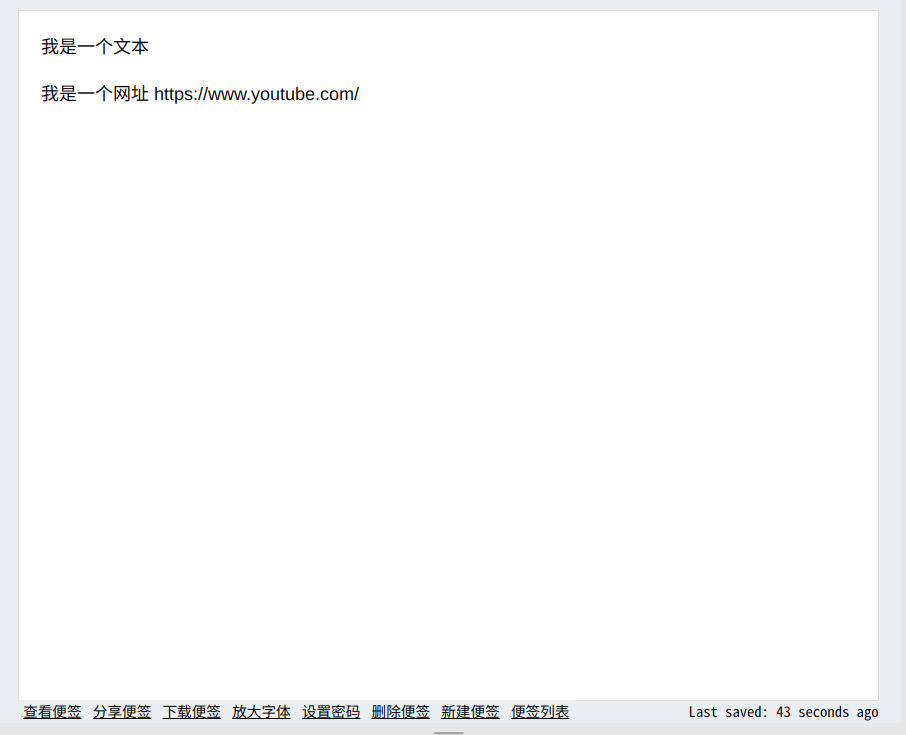 我是一个文本
我是一个网址 https://www.youtube.com/
查看便签 分享便签 下载便签 放大字体 设置密码 删除便签 新建便签 便签列表 Last saved: 43 seconds ago